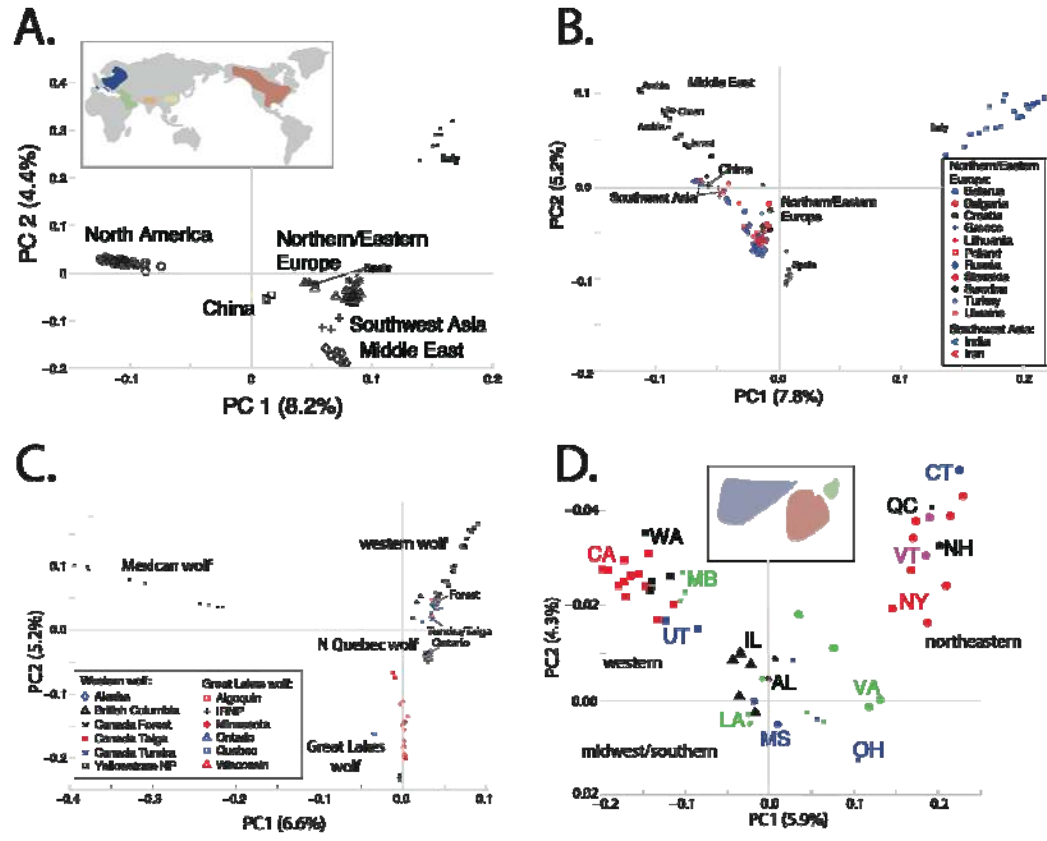 A.
PC 2 (4.4%)
0.4
0.3
0.2
0.1
0
-0.1
-0.2
Italy
North America
Northern/Eastern
Europe
China
Southwest Asia
Middle East
-0.1
0
0.1
0.2
PC 1 (8.2%)
B.
PC2 (5.2%)
0.1
0.0
-0.1
-0.2
Middle East
Oman
Israel
China
Southwest Asia
Northern/Eastern
Europe
Spain
Italy
Northern/Eastern
Europe:
Belarus
Bulgaria
Croatia
Greece
Lithuania
Poland
Russia
Slovakia
Sweden
Turkey
Ukraine
Southwest Asia:
India
Iran
-0.1
0.0
0.1
0.2
PC1 (7.8%)
C.
PC2 (5.2%)
0.1
0.0
-0.1
-0.2
Mexican wolf
western wolf
Forest
Tundra/Taiga
Ontario
N Quebec wolf
Great Lakes
wolf
Western wolf:
Alaska
British Columbia
Canada Forest
Canada Taiga
Canada Tundra
Yellowstone NP
Great Lakes wolf:
Algoquin
IRNP
Minnesota
Ontario
Quebec
Wisconsin
-0.4
-0.3
-0.2
-0.1
0.0
0.1
PC1 (6.6%)
D.
PC2 (4.3%)
-0.04
-0.02
0.00
0.02
CT
QC
NH
VT
NY
northeastern
WA
CA
MB
UT
western
IL
AL
LA
MS
VA
OH
midwest/southern
-0.2
-0.1
0.0
0.1
0.2
PC1 (5.9%)